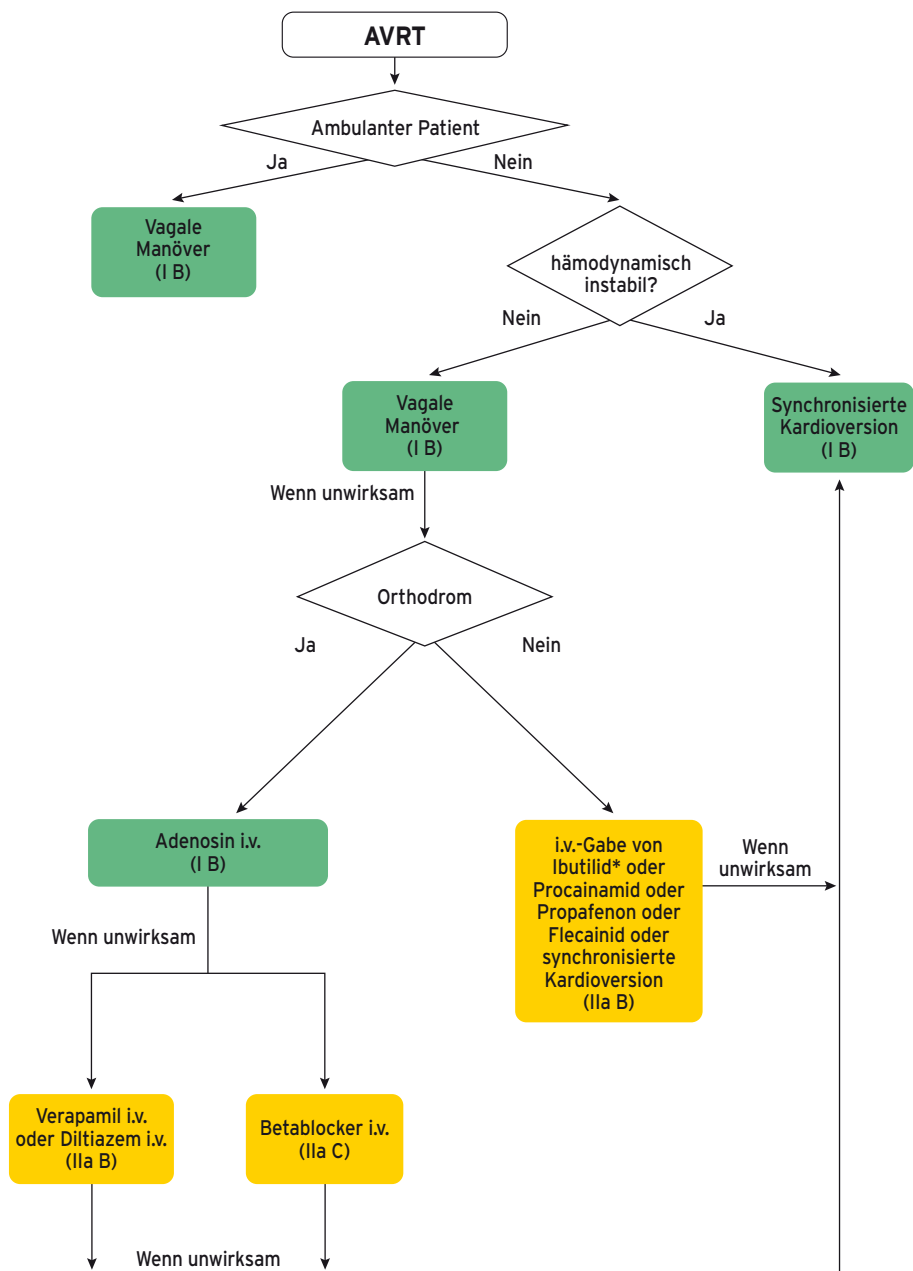 AVRT
Ambulanter Patient
Ja
Nein
Vagale
Manöver
(I B)
hämodynamisch
instabil?
Nein
Ja
Vagale
Manöver
(I B)
Synchronisierte
Kardioversion
(I B)
Wenn unwirksam
Orthodrom
Ja
Nein
Adenosin i.v.
(I B)
i.v.-Gabe von
Ibutilid* oder
Procainamid oder
Propafenon oder
Flecainid oder
synchronisierte
Kardioversion
(IIa B)
Wenn
unwirksam
Wenn unwirksam
Verapamil i.v.
oder Diltiazem i.v.
(IIa B)
Betablocker i.v.
(IIa C)
Wenn unwirksam